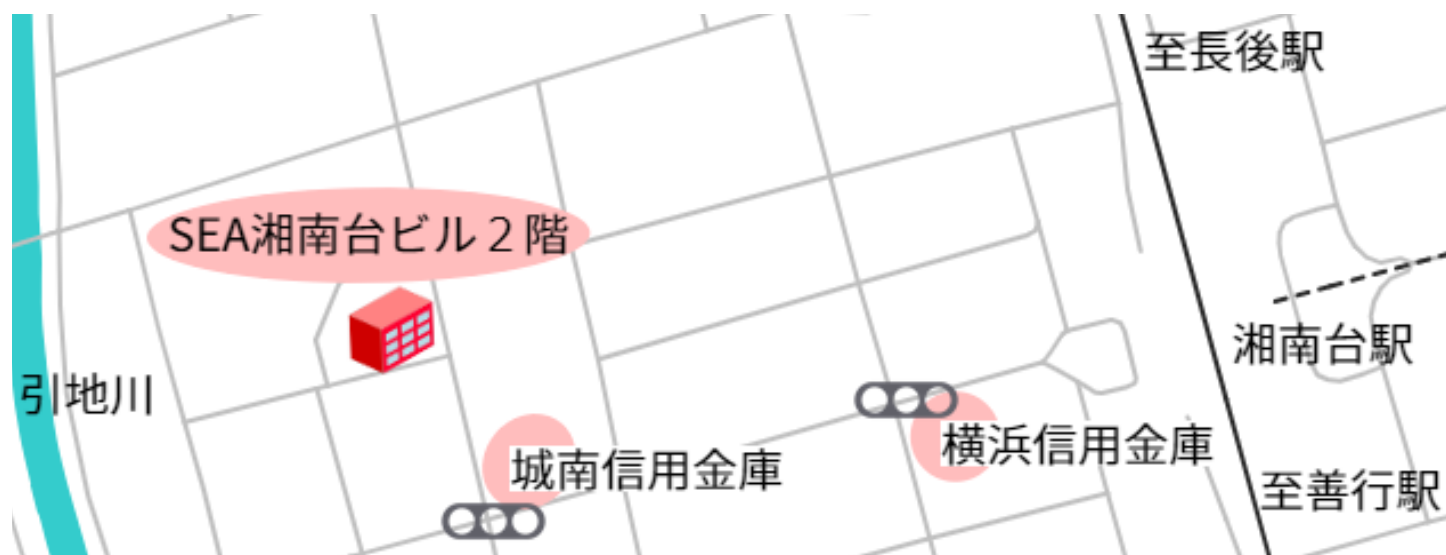 至長後駅
SEA湘南台ビル２階
湘南台駅
引地川
横浜信用金庫
城南信用金庫
至善行駅